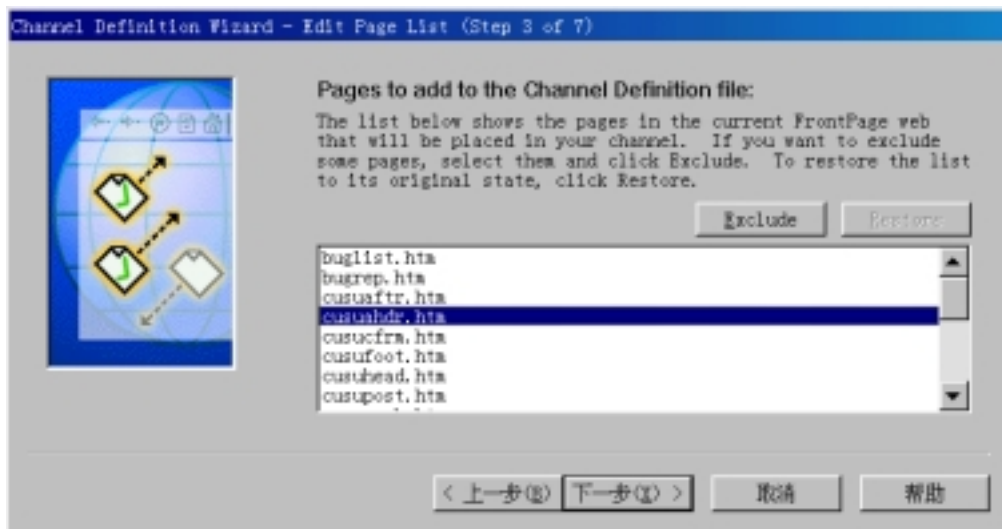 Channel Definition Wizard - Edit Page List (Step 3 of 7)
Pages to add to the Channel Definition file:
The list below shows the pages in the current FrontPage web
that will be placed in your channel. If you want to exclude
some pages, select them and click Exclude. To restore the list
to its original state, click Restore.
Exclude
Restore
buglist.htm
bugrep.htm
cusuaftr.htm
cusuahdr.htm
cusucfrm.htm
cusufoot.htm
cusuhead.htm
cusupost.htm
< 上一步(B)
下一步(X) >
取消
帮助